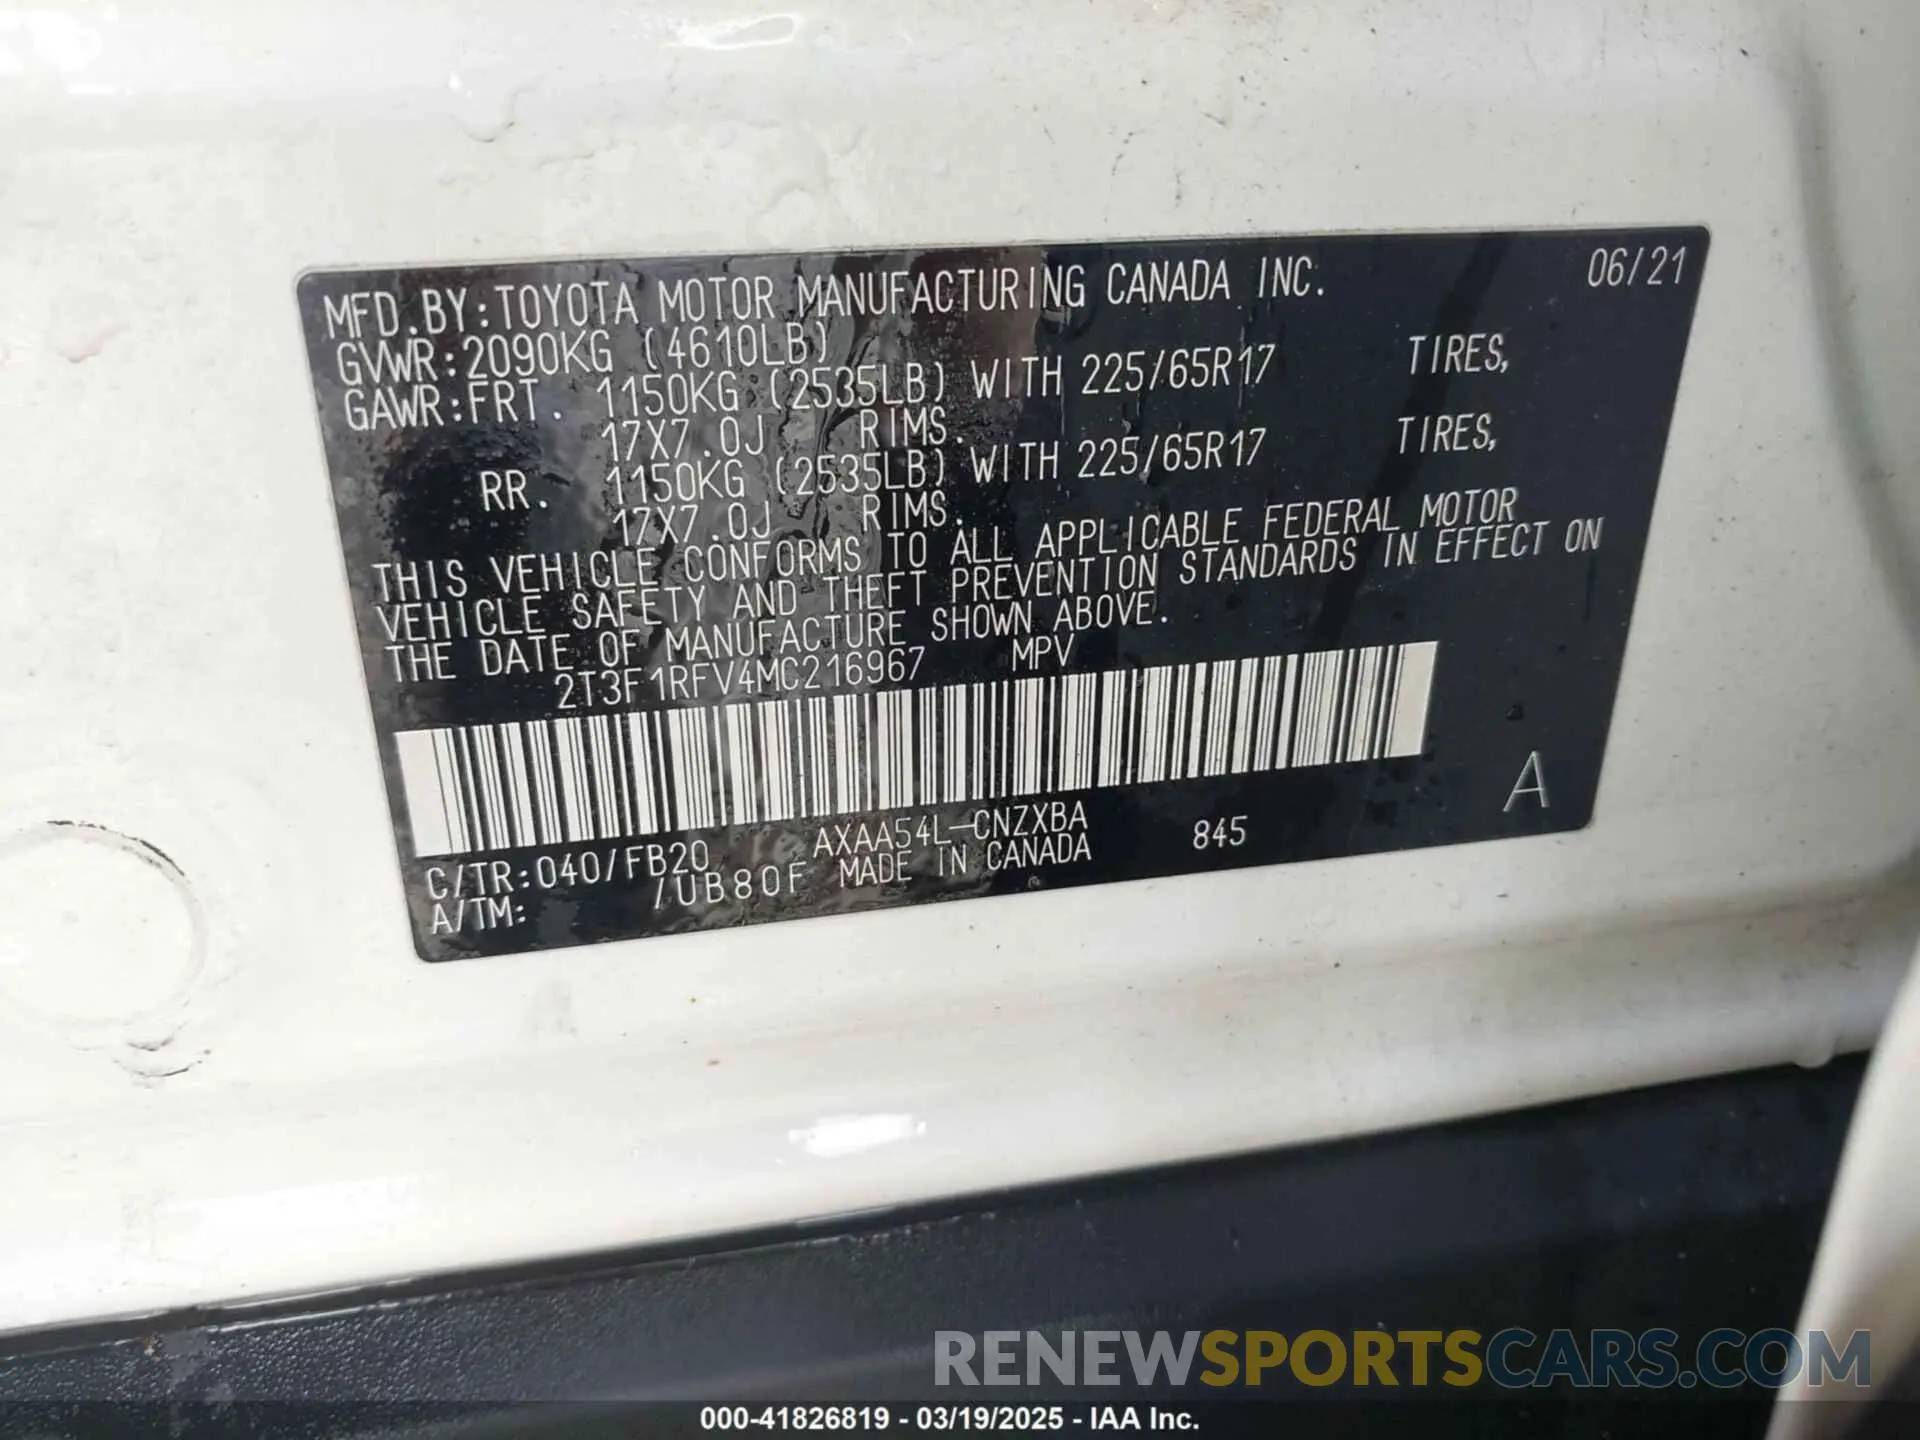 06/21
MFD.BY:TOYOTA MOTOR MANUFACTURING CANADA INC.
GVWR:2090KG (4610LB)
GAWR:FRT. 1150KG (2535LB) WITH 225/65R17 TIRES,
17X7.0J RIMS.
RR. 1150KG (2535LB) WITH 225/65R17 TIRES,
17X7.0J RIMS.
THIS VEHICLE CONFORMS TO ALL APPLICABLE FEDERAL MOTOR
VEHICLE SAFETY AND THEFT PREVENTION STANDARDS IN EFFECT ON
THE DATE OF MANUFACTURE SHOWN ABOVE.
2T3F1RFV4MC216967 MPV
A
C/TR:040/FB20 AXAA54L-CNZXBA 845
A/TM: /UB80F MADE IN CANADA
RENEWSPORTSCARS.COM
000-41826819 - 03/19/2025 - IAA Inc.